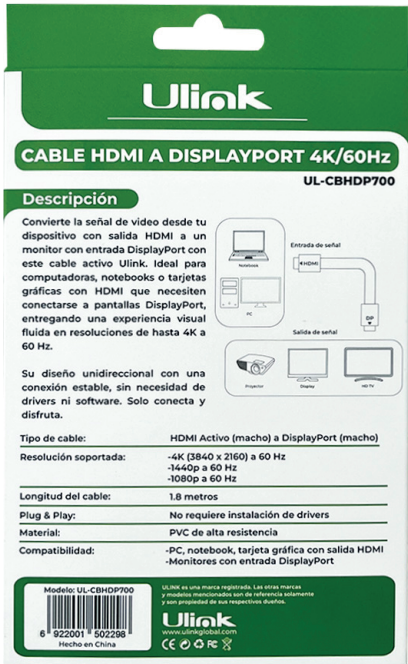 Ulink
CABLE HDMI A DISPLAYPORT 4K/60Hz
UL-CBHDP700
Descripción
Convierte la señal de video desde tu
dispositivo con salida HDMI a un
monitor con entrada DisplayPort con
este cable activo Ulink. Ideal para
computadoras, notebooks o tarjetas
gráficas con HDMI que necesiten
conectarse a pantallas DisplayPort,
entregando una experiencia visual
fluida en resoluciones de hasta 4K a
60 Hz.
Su diseño unidireccional con una
conexión estable, sin necesidad de
drivers ni software. Solo conecta y
disfruta.
Notebook
PC
Entrada de señal
HDMI
DP
Salida de señal
Proyector
Display
HD TV
Tipo de cable: HDMI Activo (macho) a DisplayPort (macho)
Resolución soportada: -4K (3840 x 2160) a 60 Hz
-1440p a 60 Hz
-1080p a 60 Hz
Longitud del cable: 1.8 metros
Plug & Play: No requiere instalación de drivers
Material: PVC de alta resistencia
Compatibilidad: -PC, notebook, tarjeta gráfica con salida HDMI
-Monitores con entrada DisplayPort
Modelo: UL-CBHDP700
6 922001 502298
Hecho en China
ULINK es una marca registrada. Las otras marcas
y modelos mencionados son de referencia solamente
y son propiedad de sus respectivos dueños.
Ulink
www.ulinkglobal.com
CE